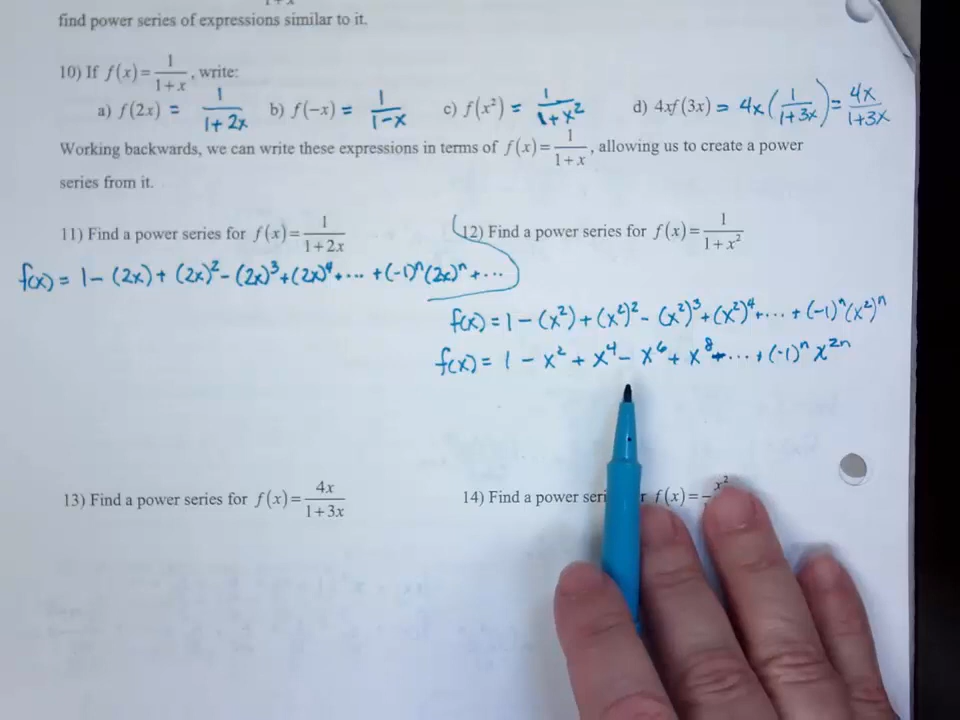 find power series of expressions similar to it.
10) If f(x) = 1/(1+x), write:
a) f(2x) = 1/(1+2x) b) f(−x) = 1/(1−x) c) f(x²) = 1/(1+x²) d) 4xf(3x) = 4x(1/(1+3x)) = 4x/(1+3x)
Working backwards, we can write these expressions in terms of f(x) = 1/(1+x), allowing us to create a power
series from it.
11) Find a power series for f(x) = 1/(1+2x)
f(x) = 1 − (2x) + (2x)² − (2x)³ + (2x)⁴ + ··· + (−1)ⁿ(2x)ⁿ + ···
12) Find a power series for f(x) = 1/(1+x²)
f(x) = 1 − (x²) + (x²)² − (x²)³ + (x²)⁴ + ··· + (−1)ⁿ(x²)ⁿ
f(x) = 1 − x² + x⁴ − x⁶ + x⁸ + ··· + (−1)ⁿ x²ⁿ
13) Find a power series for f(x) = 4x/(1+3x)
14) Find a power seri f(x) = x²